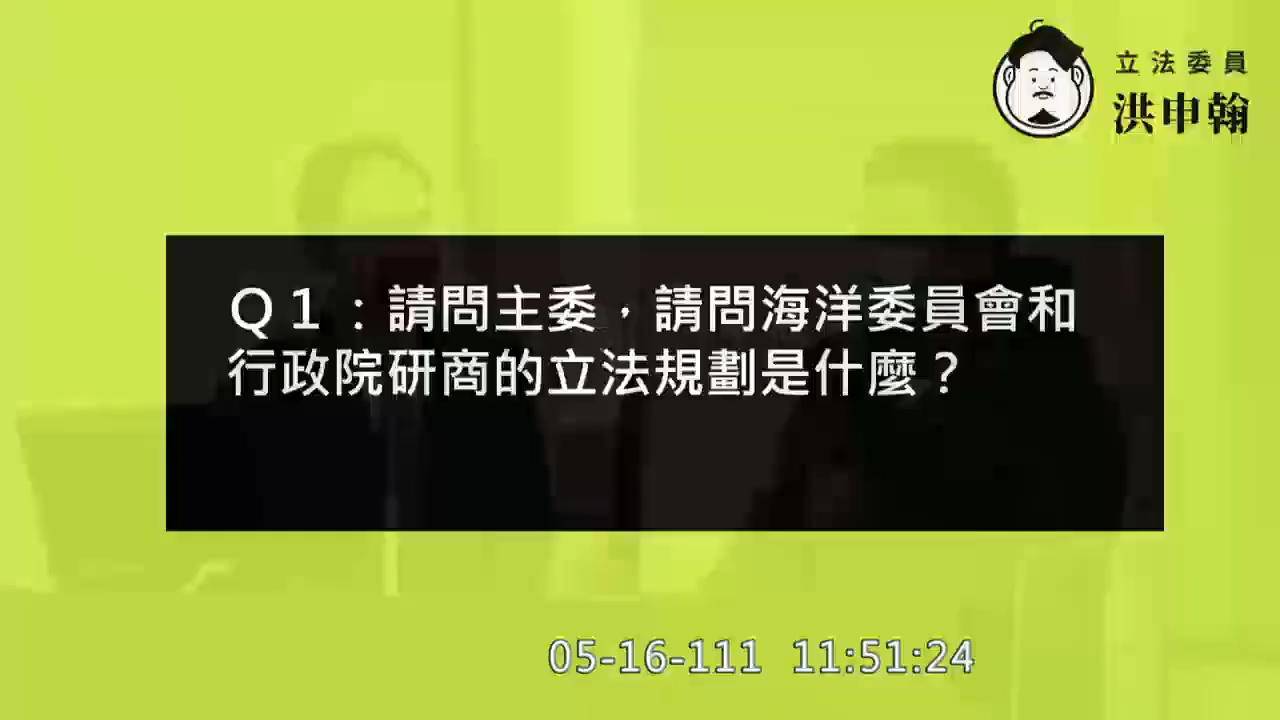 立法委員
洪申翰
Q1：請問主委，請問海洋委員會和
行政院研商的立法規劃是什麼？
05-16-111 11:51:24